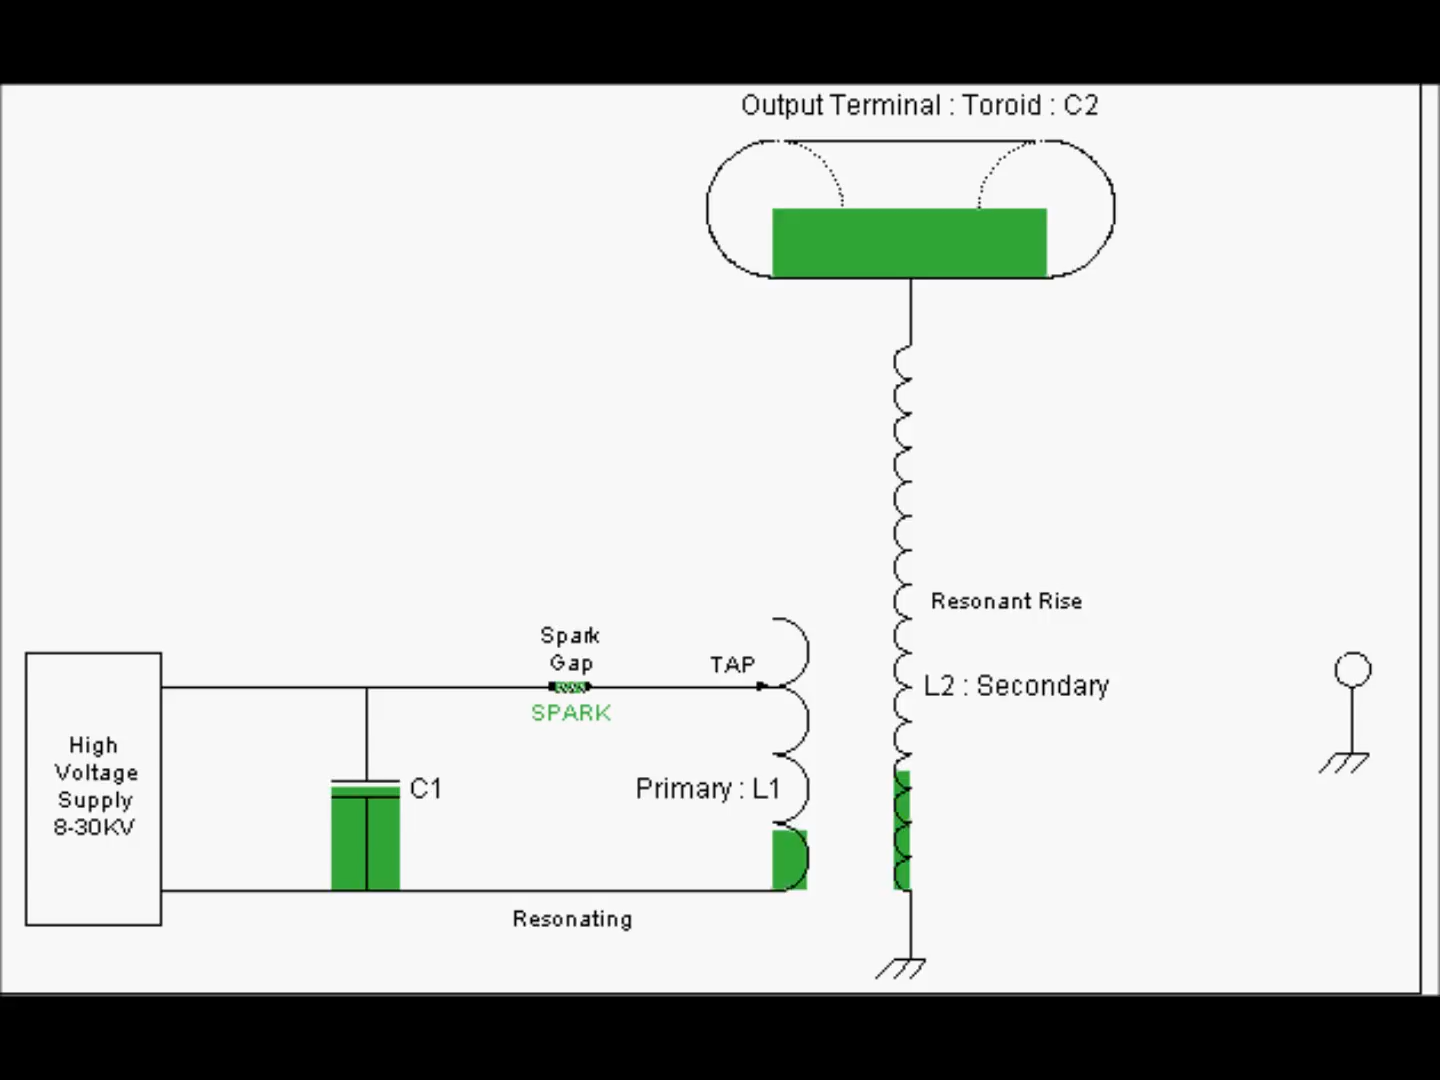 Output Terminal : Toroid : C2
Resonant Rise
Spark
Gap
TAP
L2 : Secondary
SPARK
High
Voltage
Supply
8-30KV
C1
Primary : L1
Resonating